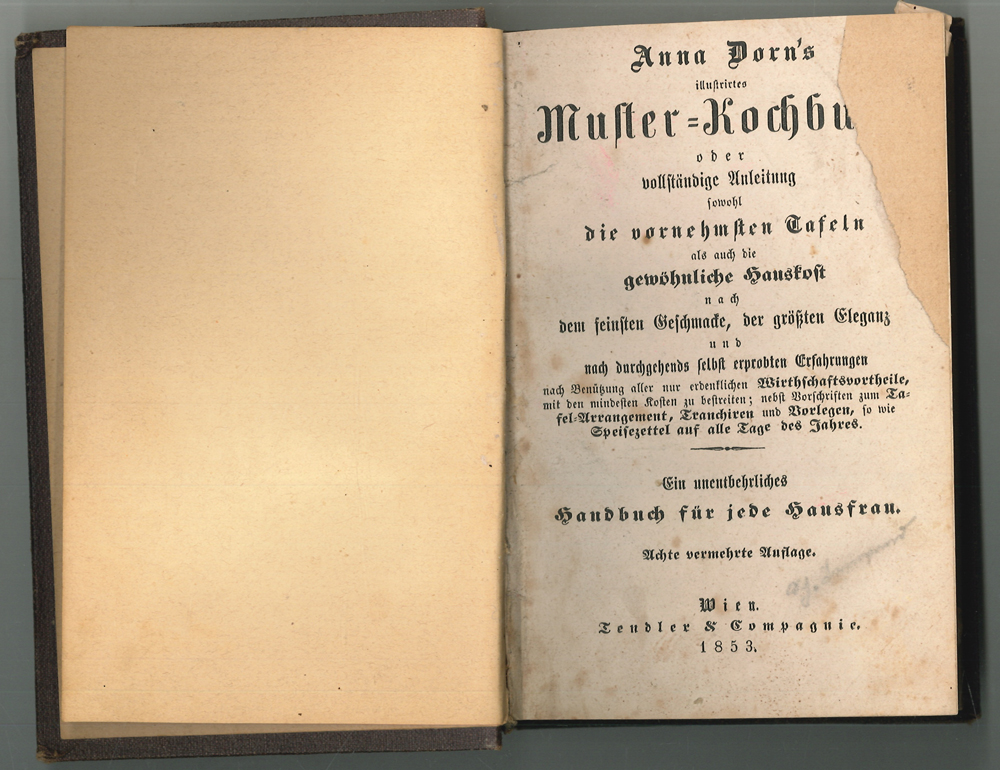 Anna Dorn's
illustrirtes
Muster-Kochbu
oder
vollständige Anleitung
sowohl
die vornehmsten Tafeln
als auch die
gewöhnliche Hauskost
nach
dem feinsten Geschmacke, der größten Eleganz
und
nach durchgehends selbst erprobten Erfahrungen
nach Benützung aller nur erdenklichen Wirthschaftsvortheile,
mit den mindesten Kosten zu bestreiten; nebst Vorschriften zum Ta-
fel-Arrangement, Tranchiren und Vorlegen, so wie
Speisezettel auf alle Tage des Jahres.
Ein unentbehrliches
Handbuch für jede Hausfrau.
Achte vermehrte Auflage.
Wien.
Tendler & Compagnie.
1853.